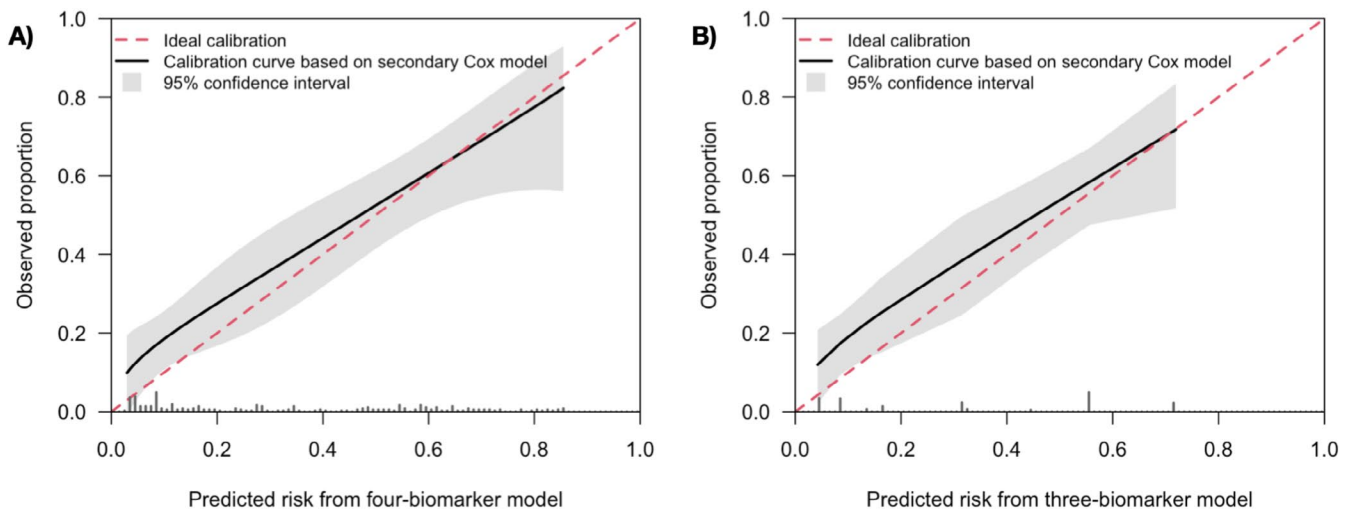 A)
1.0
0.8
0.6
0.4
0.2
0.0
Observed proportion
Ideal calibration
Calibration curve based on secondary Cox model
95% confidence interval
0.0 0.2 0.4 0.6 0.8 1.0
Predicted risk from four-biomarker model
B)
1.0
0.8
0.6
0.4
0.2
0.0
Observed proportion
Ideal calibration
Calibration curve based on secondary Cox model
95% confidence interval
0.0 0.2 0.4 0.6 0.8 1.0
Predicted risk from three-biomarker model